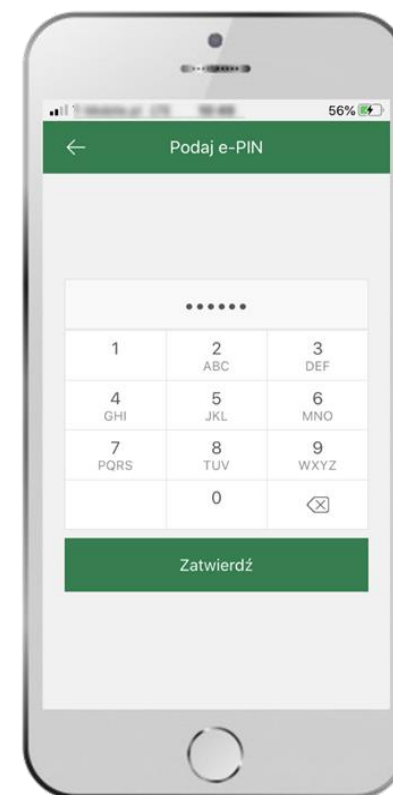 56%
Podaj e-PIN
••••••
1 2 3
ABC DEF
4 5 6
GHI JKL MNO
7 8 9
PQRS TUV WXYZ
0
Zatwierdź